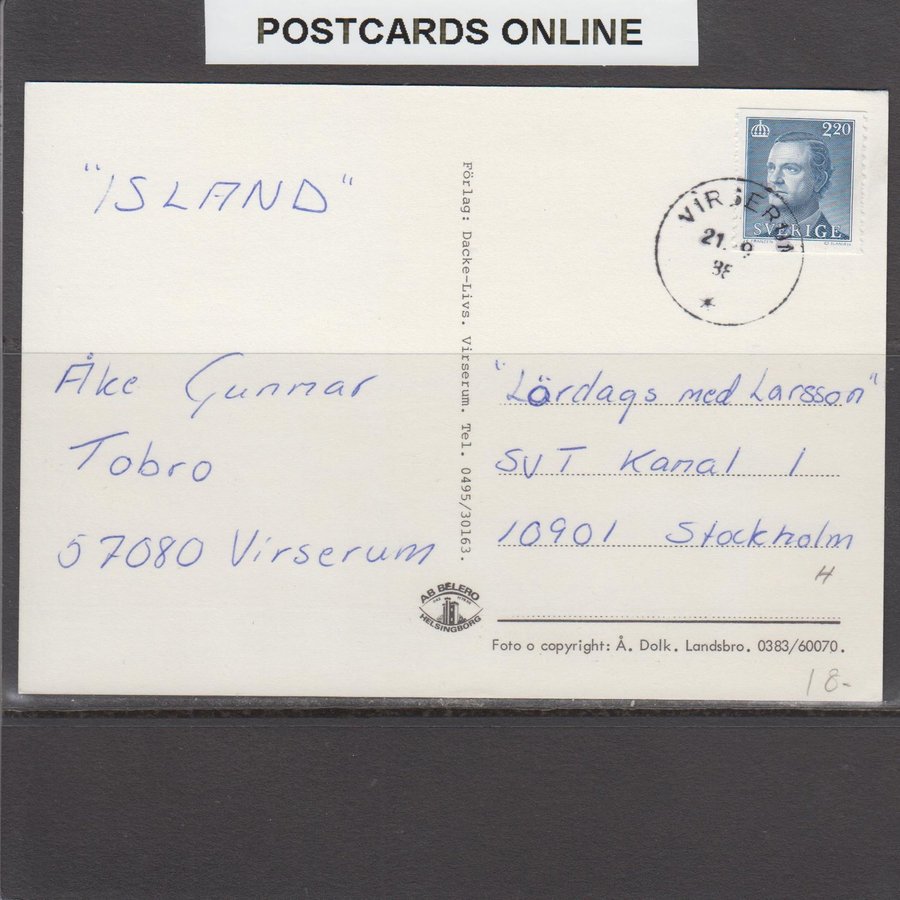 POSTCARDS ONLINE
"ISLAND"
Åke Gunnar
Tobro
57080 Virserum
Förlag: Dacke-Livs. Virserum. Tel. 0495/30163.
AB BELERO
HELSINGBORG
2.20
SVERIGE
VIRSERUM
21. 9
"Lördags med Larsson"
SVT Kanal 1
10901 Stockholm
H
Foto o copyright: Å. Dolk. Landsbro. 0383/60070.
18-